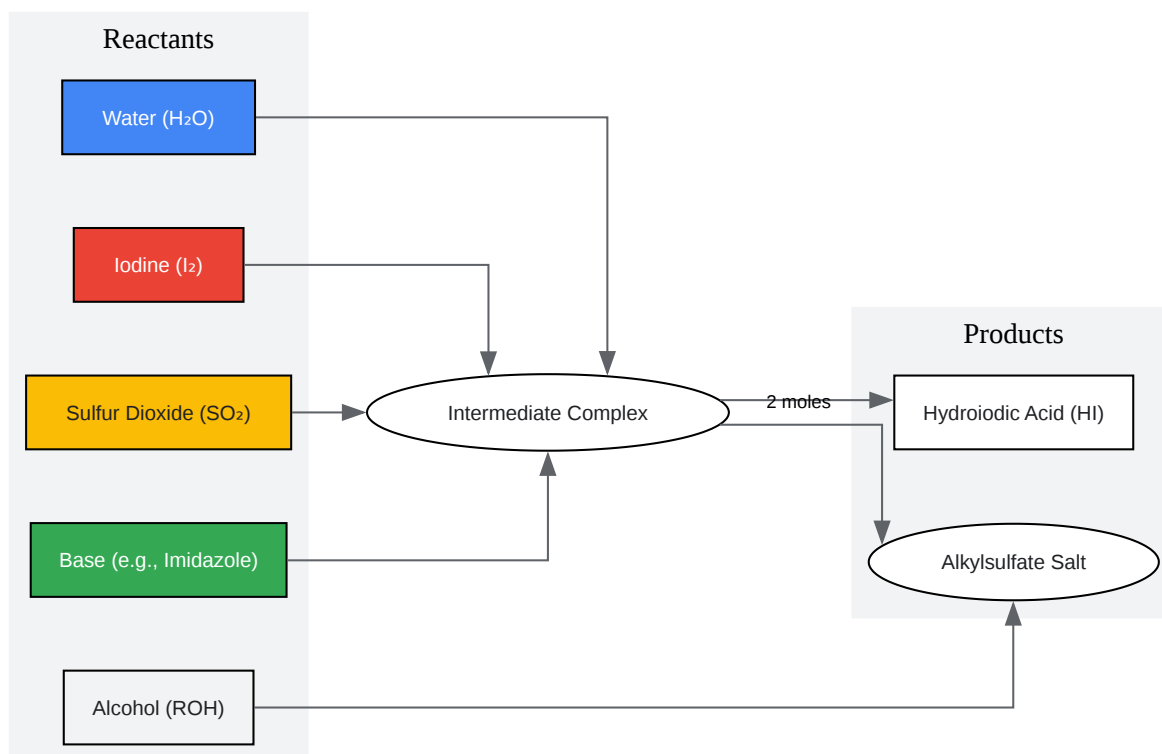 Reactants
Water (H₂O)
Iodine (I₂)
Sulfur Dioxide (SO₂)
Base (e.g., Imidazole)
Alcohol (ROH)
Intermediate Complex
2 moles
Products
Hydroiodic Acid (HI)
Alkylsulfate Salt